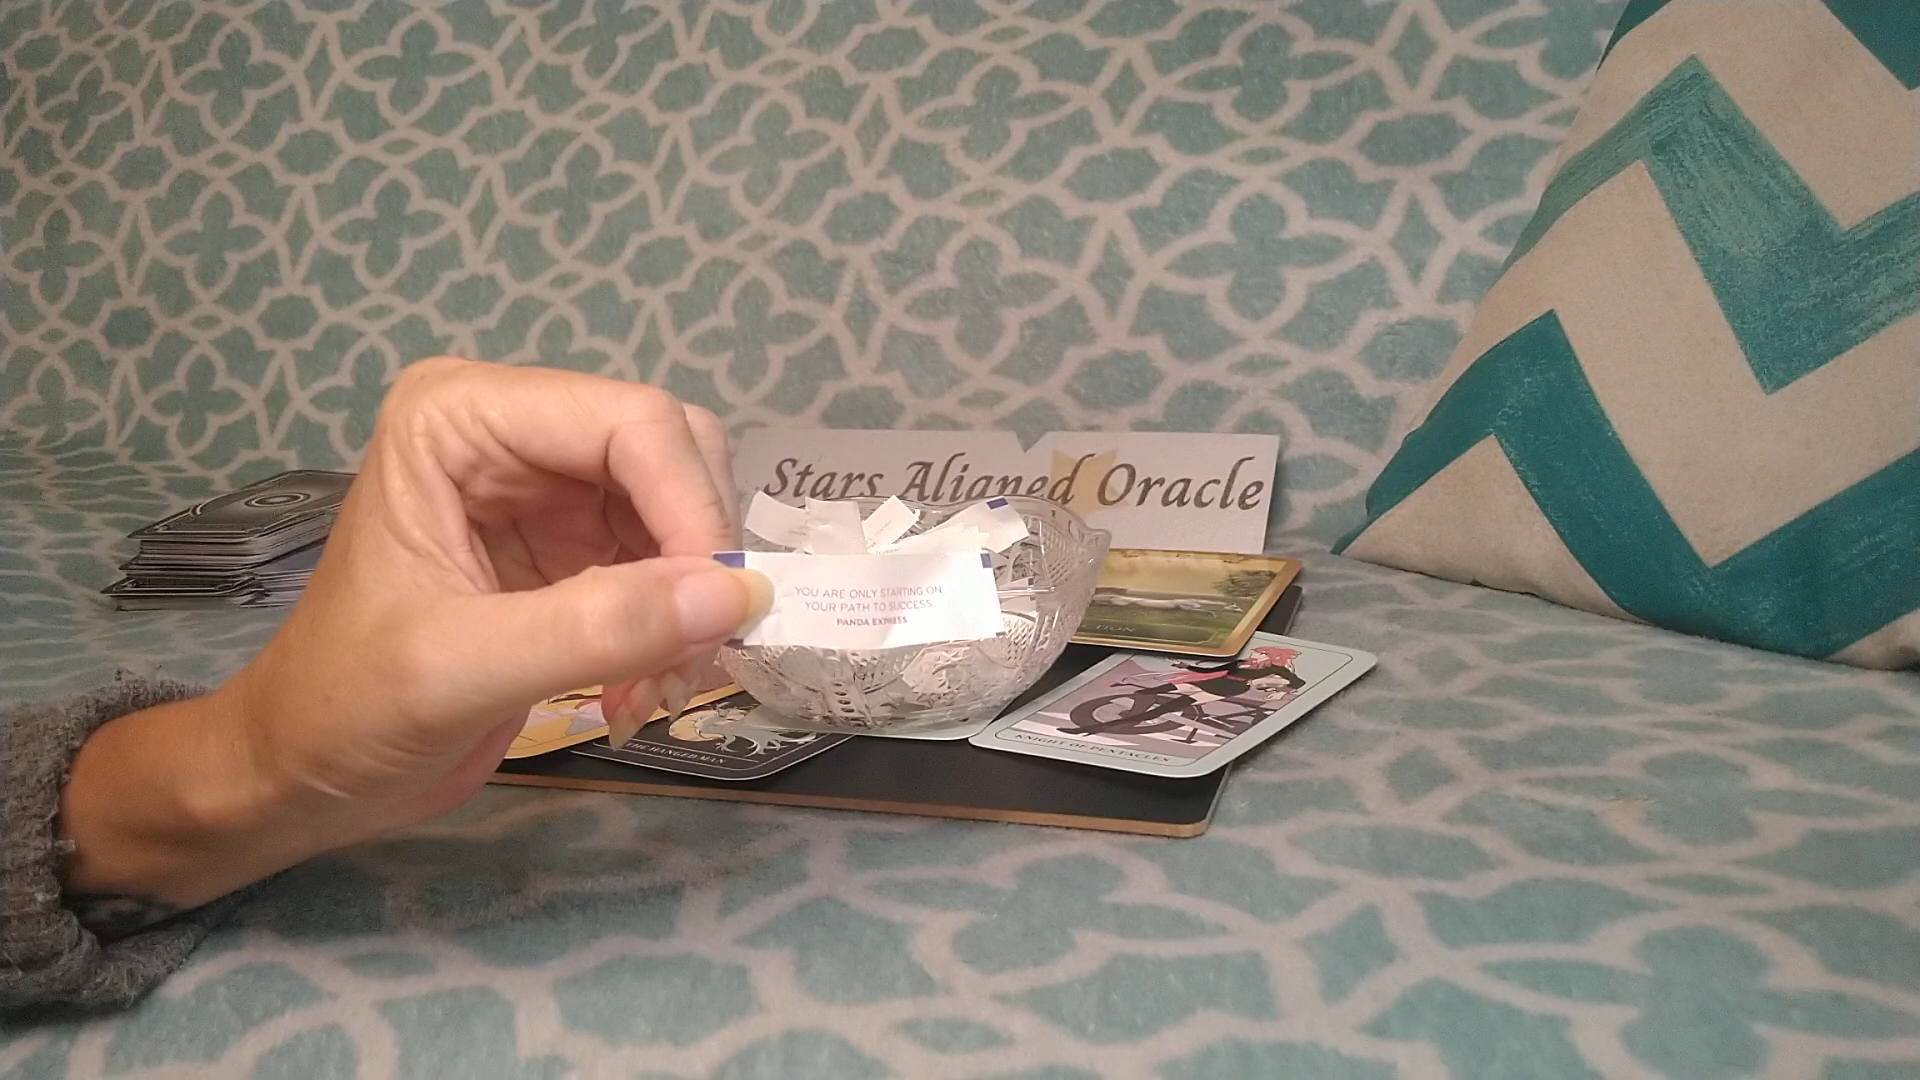 Stars Aligned Oracle
YOU ARE ONLY STARTING ON
YOUR PATH TO SUCCESS
PANDA EXPRESS
THE HANGED MAN
KNIGHT OF PENTACLES